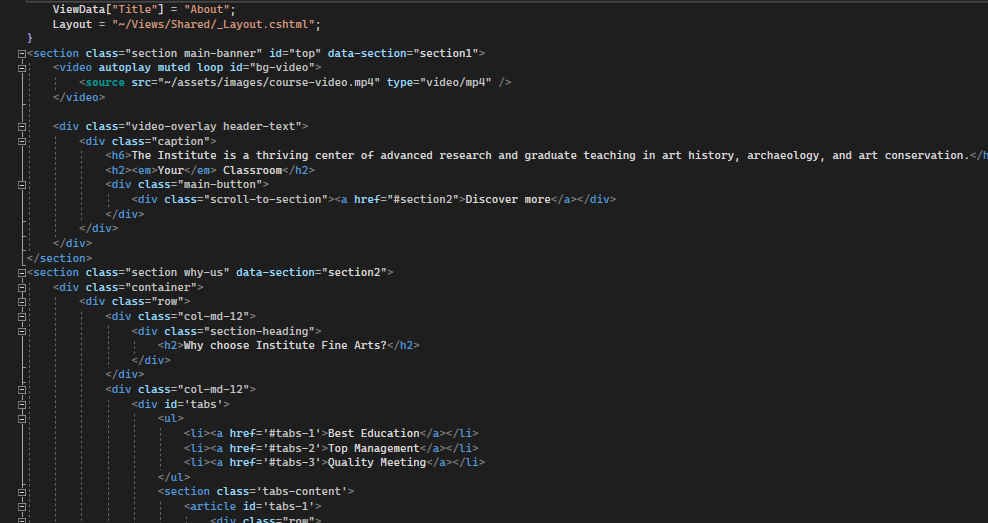 ViewData["Title"] = "About";
Layout = "~/Views/Shared/_Layout.cshtml";
}
<section class="section main-banner" id="top" data-section="section1">
<video autoplay muted loop id="bg-video">
<source src="~/assets/images/course-video.mp4" type="video/mp4" />
</video>
<div class="video-overlay header-text">
<div class="caption">
<h6>The Institute is a thriving center of advanced research and graduate teaching in art history, archaeology, and art conservation.</h
<h2><em>Your</em> Classroom</h2>
<div class="main-button">
<div class="scroll-to-section"><a href="#section2">Discover more</a></div>
</div>
</div>
</div>
</section>
<section class="section why-us" data-section="section2">
<div class="container">
<div class="row">
<div class="col-md-12">
<div class="section-heading">
<h2>Why choose Institute Fine Arts?</h2>
</div>
</div>
<div class="col-md-12">
<div id='tabs'>
<ul>
<li><a href='#tabs-1'>Best Education</a></li>
<li><a href='#tabs-2'>Top Management</a></li>
<li><a href='#tabs-3'>Quality Meeting</a></li>
</ul>
<section class='tabs-content'>
<article id='tabs-1'>
<div class="row">